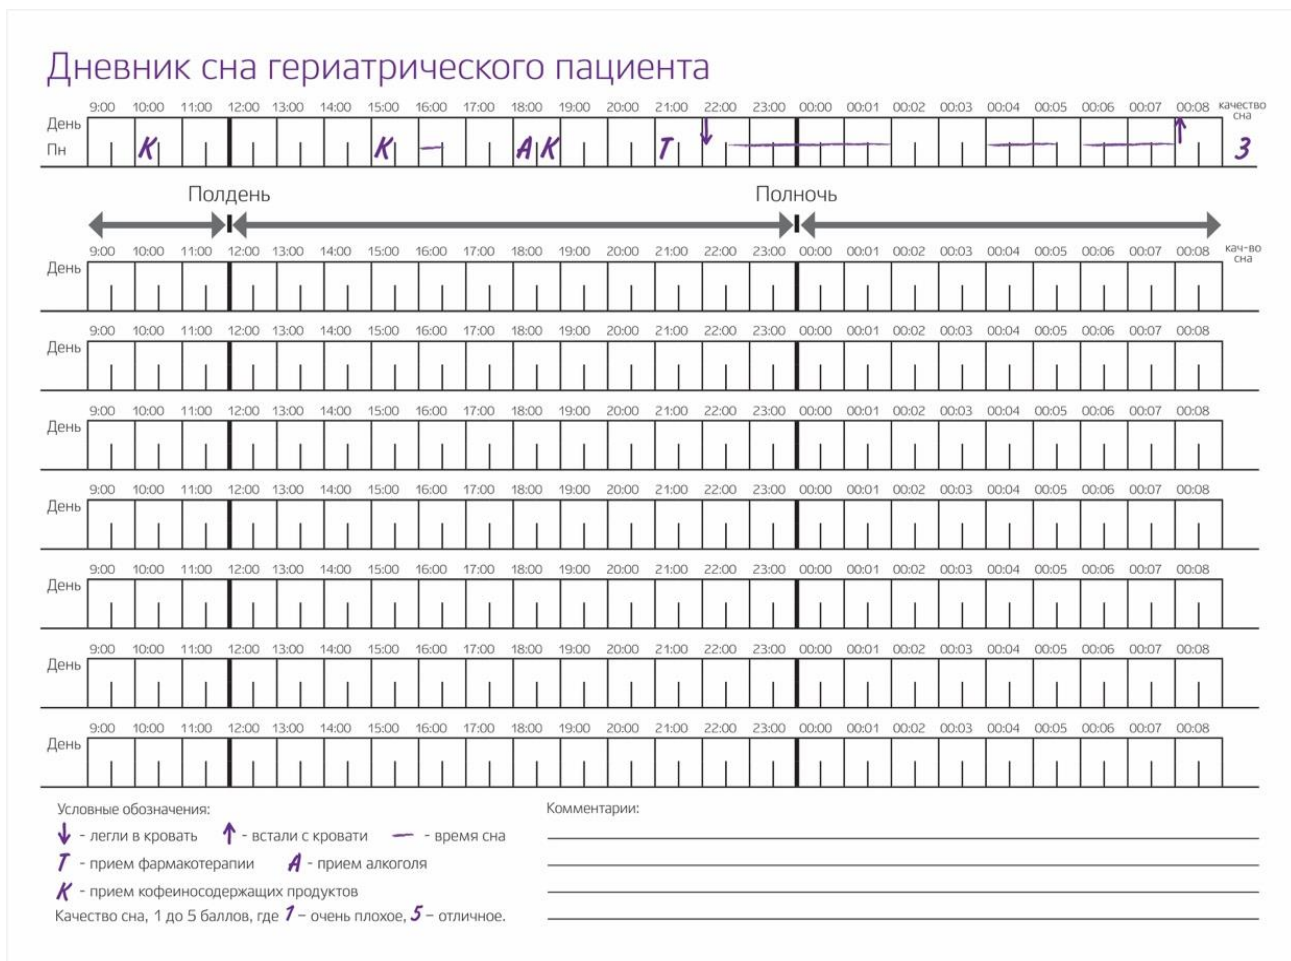 Дневник сна гериатрического пациента
9:00 10:00 11:00 12:00 13:00 14:00 15:00 16:00 17:00 18:00 19:00 20:00 21:00 22:00 23:00 00:00 00:01 00:02 00:03 00:04 00:05 00:06 00:07 00:08 качество сна
День
Пн К К А К Т 3
Полдень Полночь
9:00 10:00 11:00 12:00 13:00 14:00 15:00 16:00 17:00 18:00 19:00 20:00 21:00 22:00 23:00 00:00 00:01 00:02 00:03 00:04 00:05 00:06 00:07 00:08 кач-во сна
День
9:00 10:00 11:00 12:00 13:00 14:00 15:00 16:00 17:00 18:00 19:00 20:00 21:00 22:00 23:00 00:00 00:01 00:02 00:03 00:04 00:05 00:06 00:07 00:08
День
9:00 10:00 11:00 12:00 13:00 14:00 15:00 16:00 17:00 18:00 19:00 20:00 21:00 22:00 23:00 00:00 00:01 00:02 00:03 00:04 00:05 00:06 00:07 00:08
День
9:00 10:00 11:00 12:00 13:00 14:00 15:00 16:00 17:00 18:00 19:00 20:00 21:00 22:00 23:00 00:00 00:01 00:02 00:03 00:04 00:05 00:06 00:07 00:08
День
9:00 10:00 11:00 12:00 13:00 14:00 15:00 16:00 17:00 18:00 19:00 20:00 21:00 22:00 23:00 00:00 00:01 00:02 00:03 00:04 00:05 00:06 00:07 00:08
День
9:00 10:00 11:00 12:00 13:00 14:00 15:00 16:00 17:00 18:00 19:00 20:00 21:00 22:00 23:00 00:00 00:01 00:02 00:03 00:04 00:05 00:06 00:07 00:08
День
9:00 10:00 11:00 12:00 13:00 14:00 15:00 16:00 17:00 18:00 19:00 20:00 21:00 22:00 23:00 00:00 00:01 00:02 00:03 00:04 00:05 00:06 00:07 00:08
День
Условные обозначения:
↓ - легли в кровать ↑ - встали с кровати — - время сна
Т - прием фармакотерапии А - прием алкоголя
К - прием кофеиносодержащих продуктов
Качество сна, 1 до 5 баллов, где 1 – очень плохое, 5 – отличное.
Комментарии: